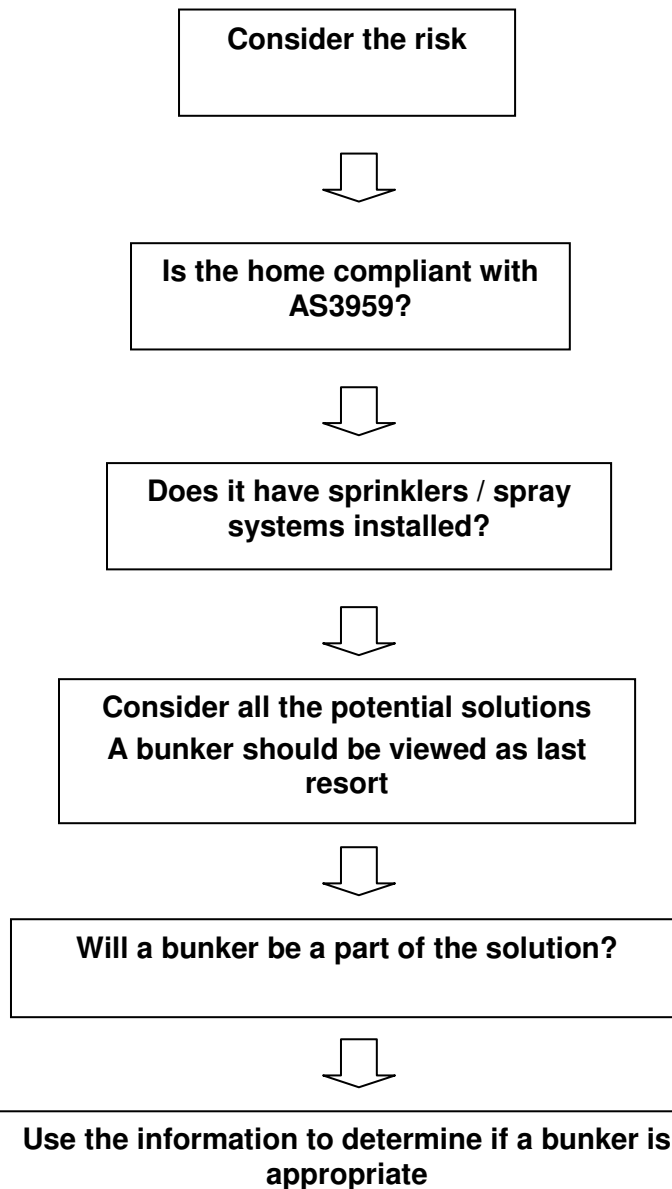 Consider the risk
Is the home compliant with
AS3959?
Does it have sprinklers / spray
systems installed?
Consider all the potential solutions
A bunker should be viewed as last
resort
Will a bunker be a part of the solution?
Use the information to determine if a bunker is
appropriate